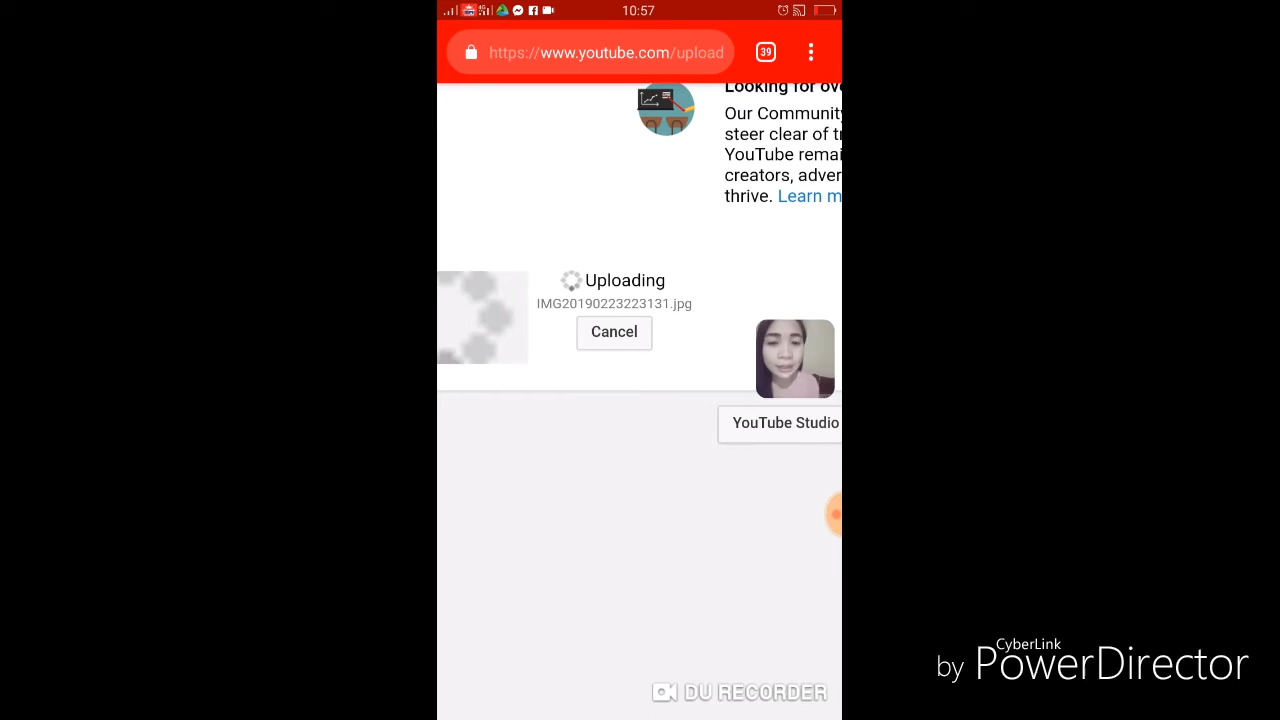 10:57
https://www.youtube.com/upload
39
Looking for ov
Our Community
steer clear of t
YouTube remai
creators, adver
thrive. Learn m
Uploading
IMG20190223223131.jpg
Cancel
YouTube Studio
DU RECORDER
CyberLink
by PowerDirector